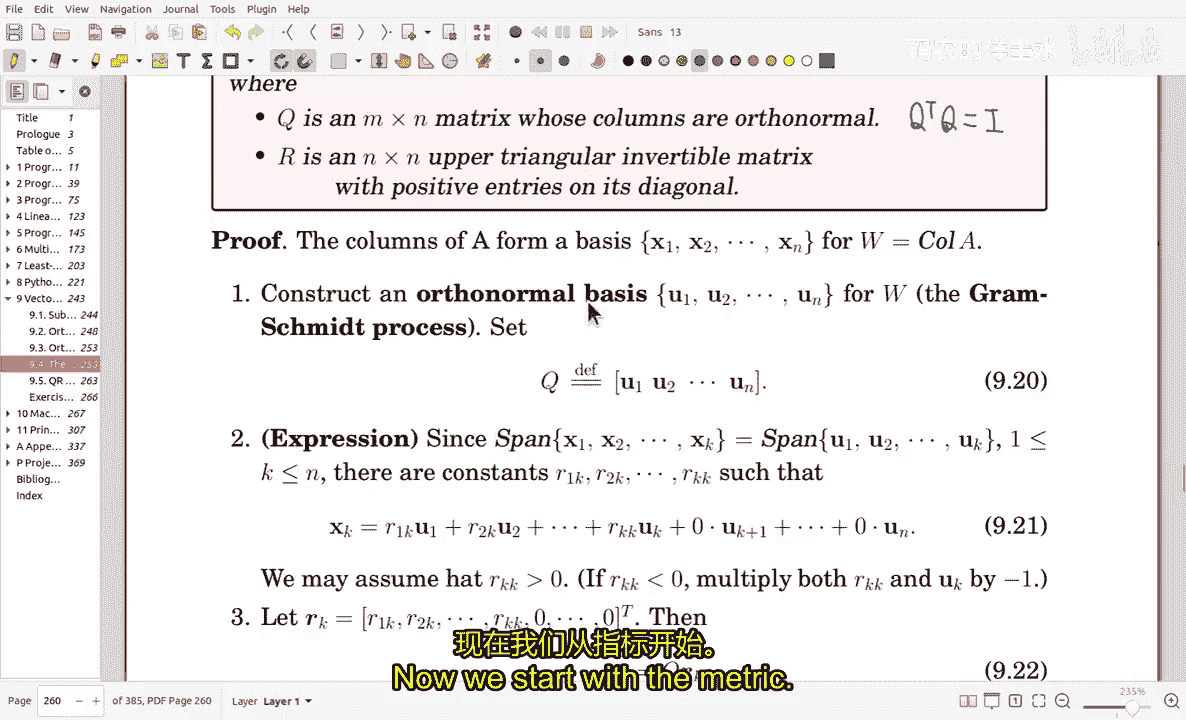 File Edit View Navigation Journal Tools Plugin Help
Sans 13
where
• Q is an m × n matrix whose columns are orthonormal. QᵀQ = I
• R is an n × n upper triangular invertible matrix
with positive entries on its diagonal.
Proof. The columns of A form a basis {x₁, x₂, ··· , xₙ} for W = Col A.
1. Construct an orthonormal basis {u₁, u₂, ··· , uₙ} for W (the Gram-
Schmidt process). Set
Q def== [u₁ u₂ ··· uₙ]. (9.20)
2. (Expression) Since Span{x₁, x₂, ··· , xₖ} = Span{u₁, u₂, ··· , uₖ}, 1 ≤
k ≤ n, there are constants r₁ₖ, r₂ₖ, ··· , rₖₖ such that
xₖ = r₁ₖu₁ + r₂ₖu₂ + ··· + rₖₖuₖ + 0 · uₖ₊₁ + ··· + 0 · uₙ. (9.21)
We may assume hat rₖₖ > 0. (If rₖₖ < 0, multiply both rₖₖ and uₖ by −1.)
3. Let rₖ = [r₁ₖ, r₂ₖ, ··· , rₖₖ, 0, ··· , 0]ᵀ. Then
(9.22)
现在我们从指标开始。
Now we start with the metric.
Title 1
Prologue 3
Table o... 5
1 Progr... 11
2 Progr... 39
3 Progr... 75
4 Linea... 123
5 Progr... 145
6 Multi... 173
7 Least-... 203
8 Pytho... 221
9 Vecto... 243
9.1. Sub... 244
9.2. Ort... 248
9.3. Ort... 253
9.4. The
9.5. QR ... 263
Exercis... 266
10 Mac... 267
11 Prin... 307
A Appe... 337
P Proje... 369
Bibliog...
Index
Page 260 of 385, PDF Page 260 Layer Layer 1
235%